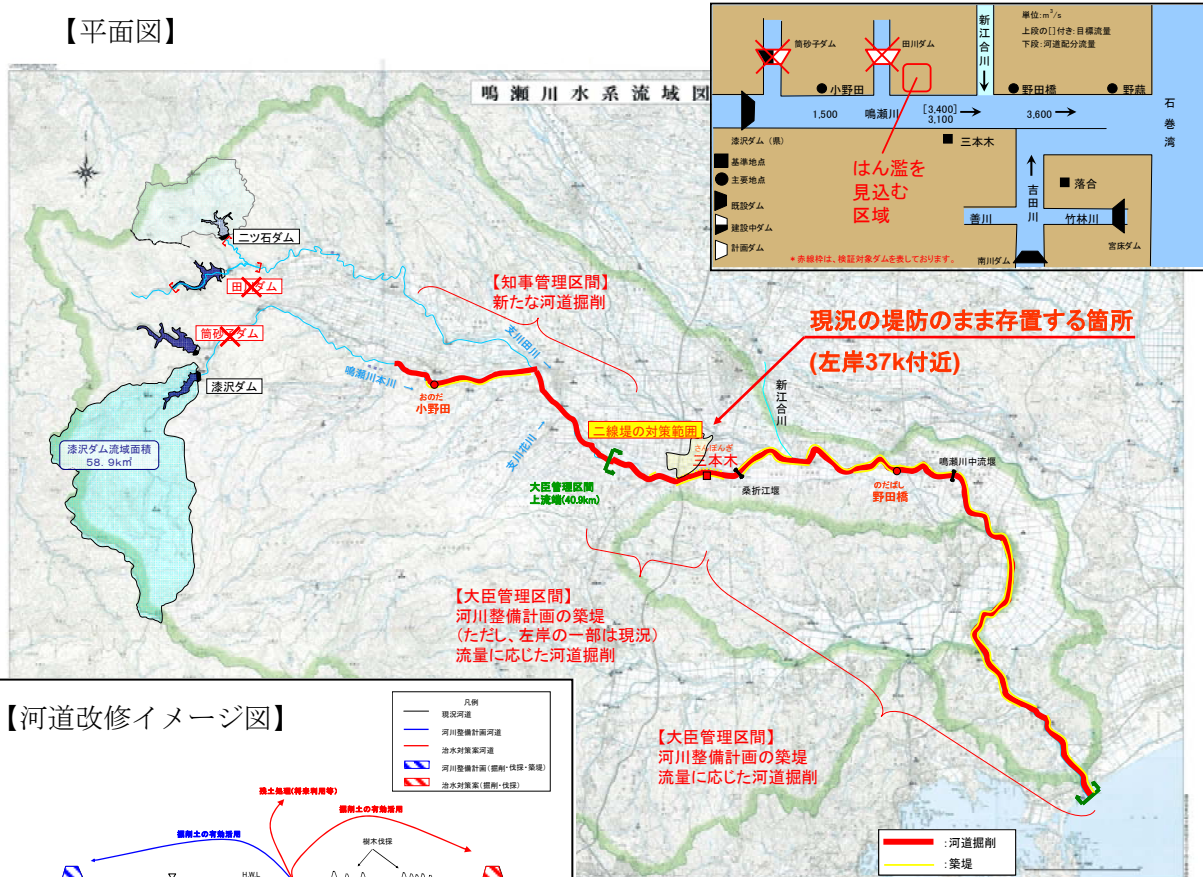 【平面図】
鳴瀬川水系流域図
筒砂子ダム
田川ダム
新江合川
単位:m³/s
上段の[]付き:目標流量
下段:河道配分流量
小野田
野田橋
野蒜
石巻湾
1,500
鳴瀬川
[3,400]
3,100
3,600
漆沢ダム（県）
三本木
基準地点
主要地点
既設ダム
建設中ダム
計画ダム
はん濫を
見込む
区域
吉田川
落合
善川
竹林川
宮床ダム
南川ダム
＊赤線枠は、検証対象ダムを表しております。
二ツ石ダム
田川ダム
筒砂子ダム
漆沢ダム
漆沢ダム流域面積
58．9k㎡
【知事管理区間】
新たな河道掘削
支川田川
鳴瀬川本川
支川花川
おのだ
小野田
現況の堤防のまま存置する箇所
(左岸37k付近)
新江合川
二線堤の対策範囲
さんぼんぎ
三本木
桑折江堰
のだばし
野田橋
鳴瀬川中流堰
大臣管理区間
上流端(40.9km)
【大臣管理区間】
河川整備計画の築堤
(ただし、左岸の一部は現況)
流量に応じた河道掘削
【大臣管理区間】
河川整備計画の築堤
流量に応じた河道掘削
:河道掘削
:築堤
【河道改修イメージ図】
凡例
現況河道
河川整備計画河道
治水対策案河道
河川整備計画(掘削・伐採・築堤)
治水対策案(掘削・伐採)
残土処理(将来利用等)
掘削土の有効活用
掘削土の有効活用
樹木伐採
H.W.L